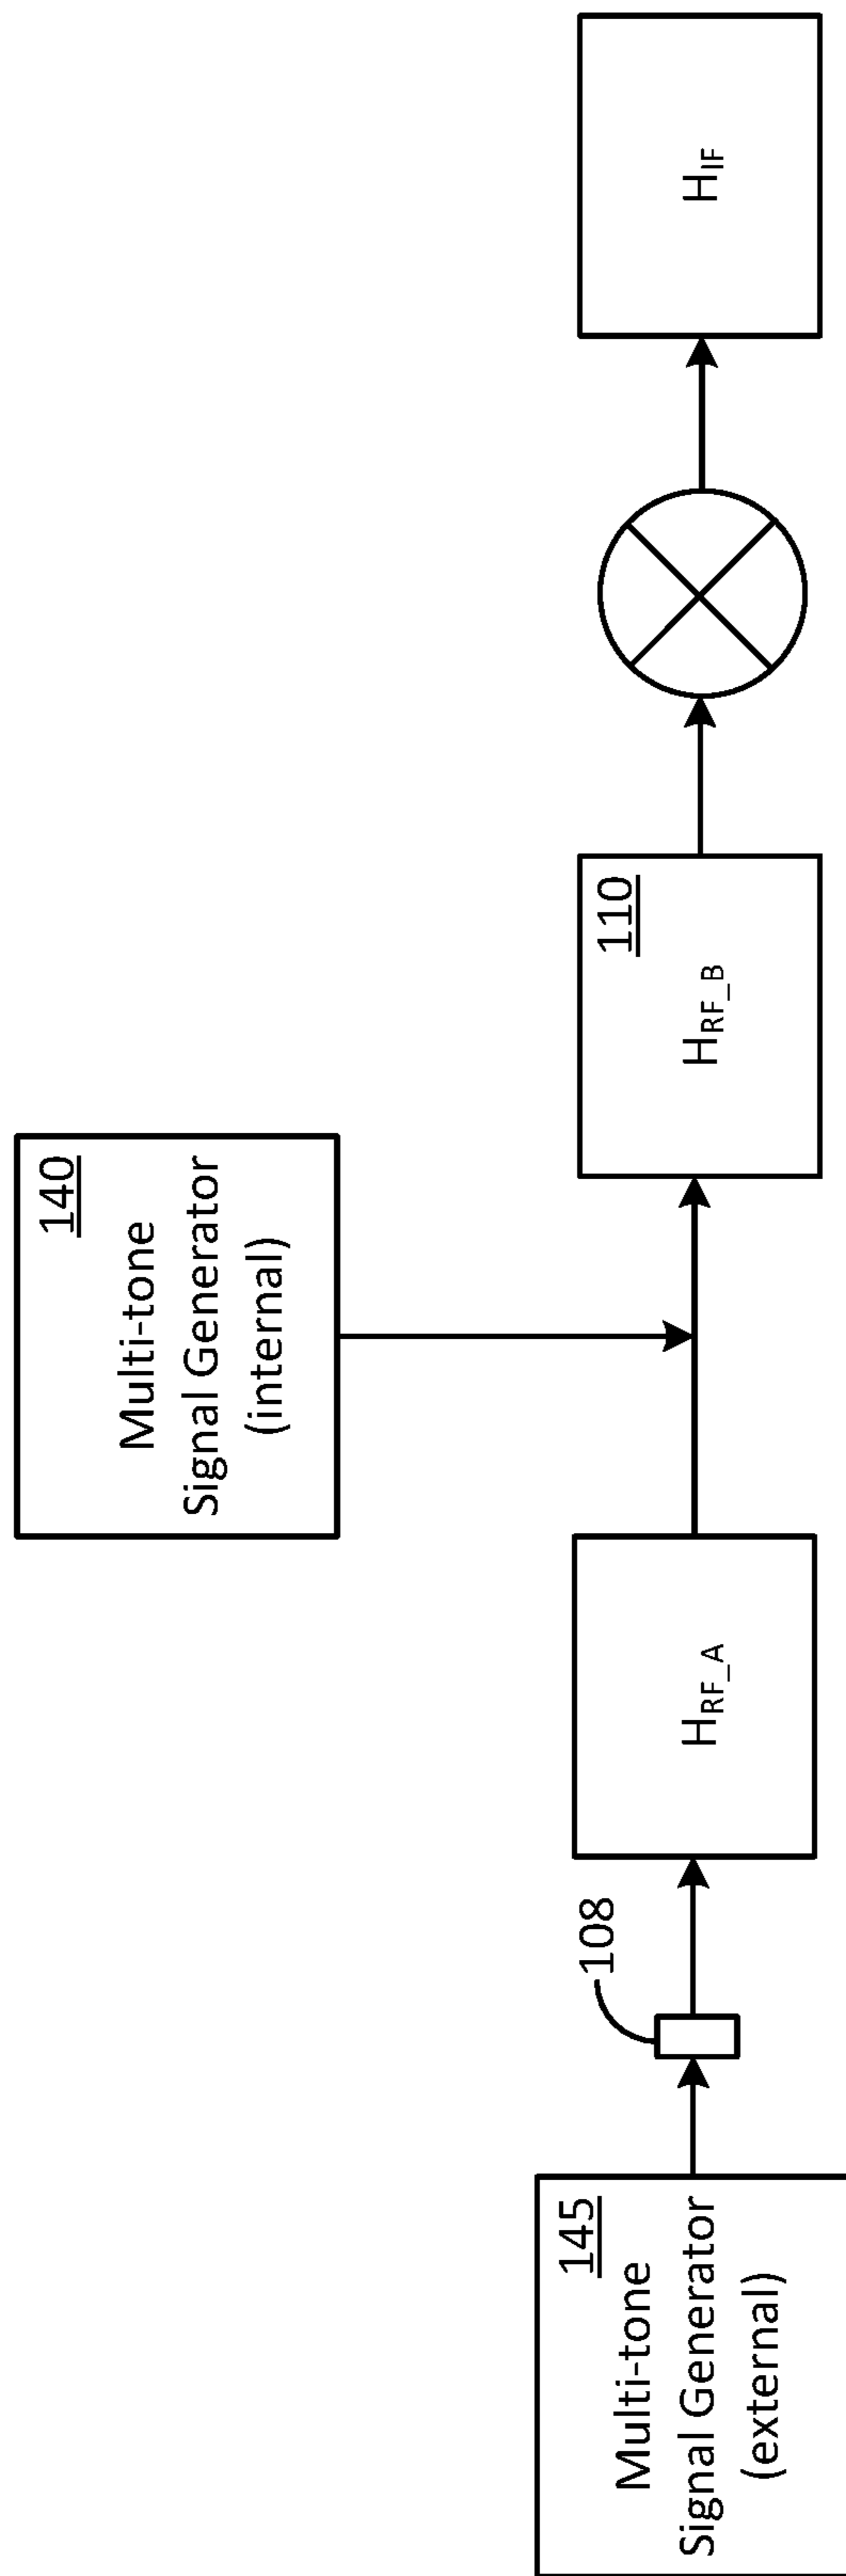 145
Multi-tone
Signal Generator
(external)
108
H_RF_A
140
Multi-tone
Signal Generator
(internal)
110
H_RF_B
H_IF